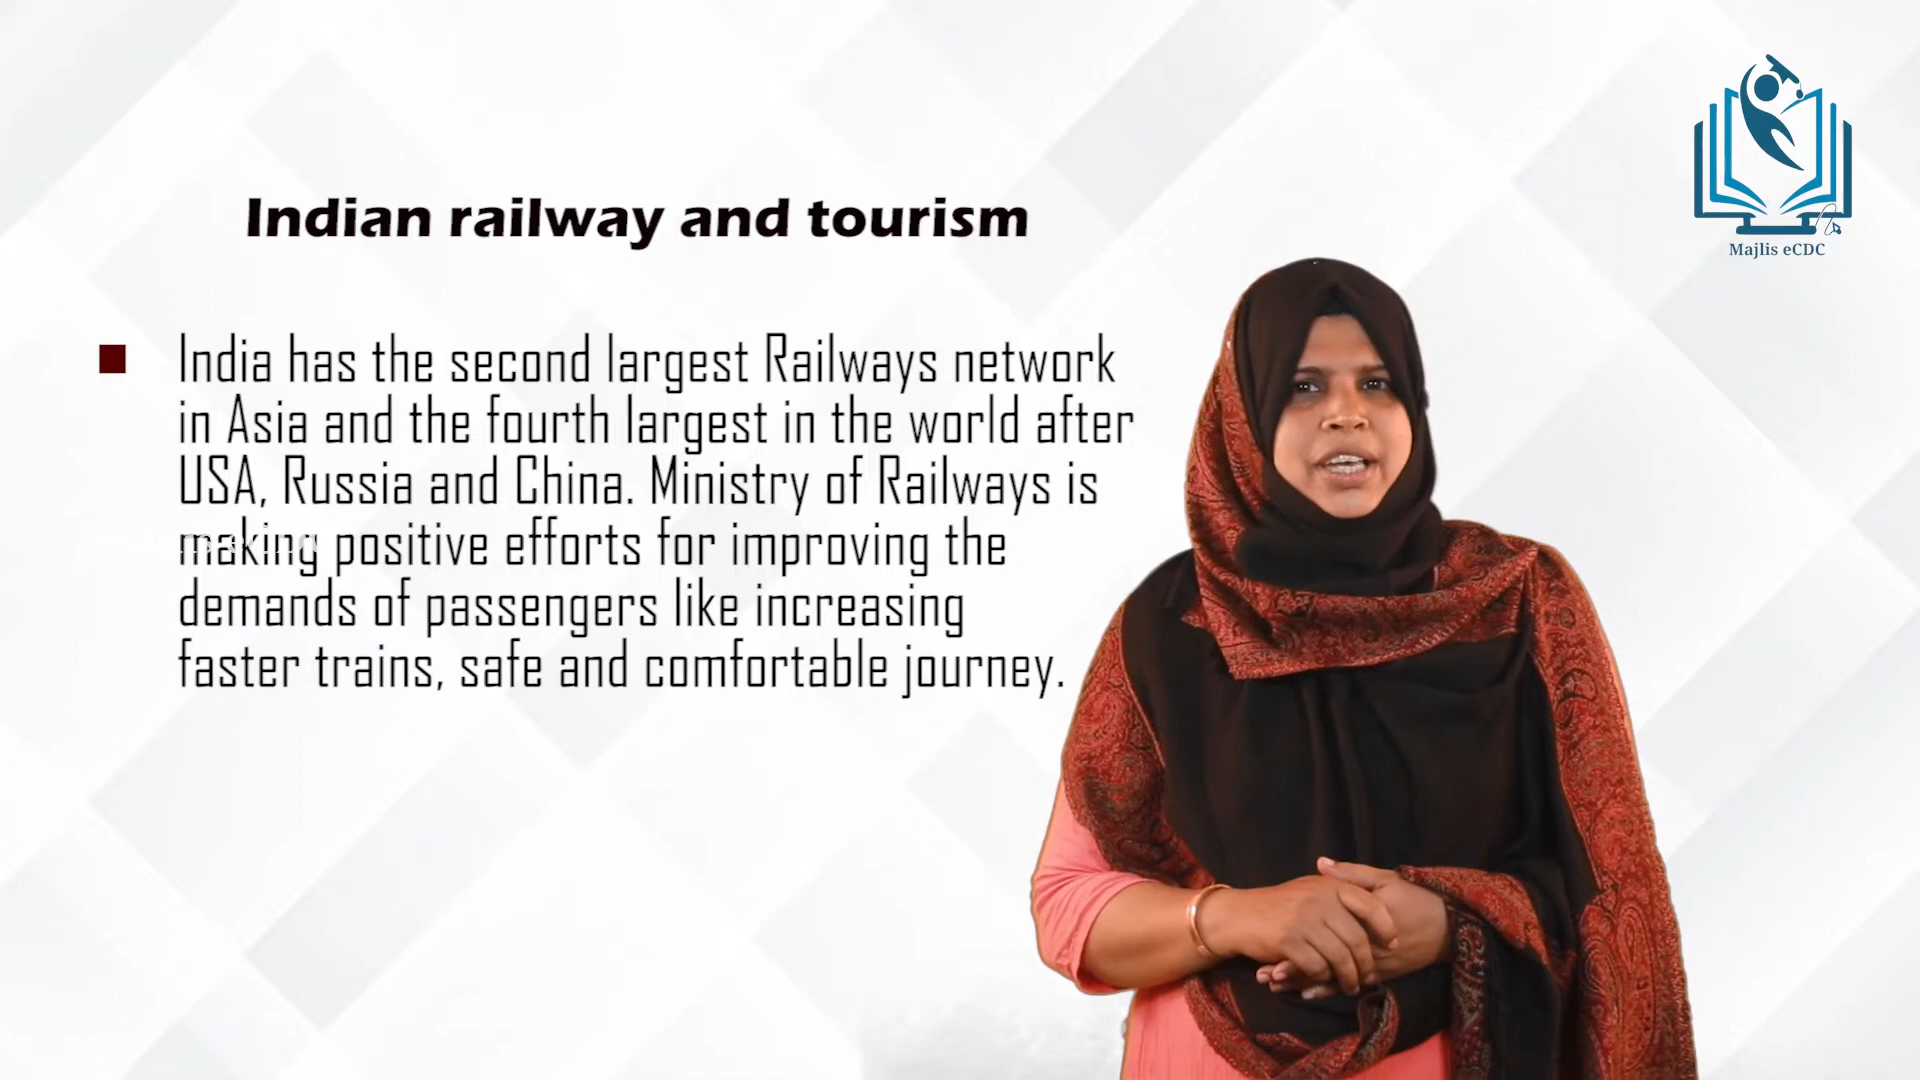 Majlis eCDC
Indian railway and tourism
India has the second largest Railways network
in Asia and the fourth largest in the world after
USA, Russia and China. Ministry of Railways is
making positive efforts for improving the
demands of passengers like increasing
faster trains, safe and comfortable journey.